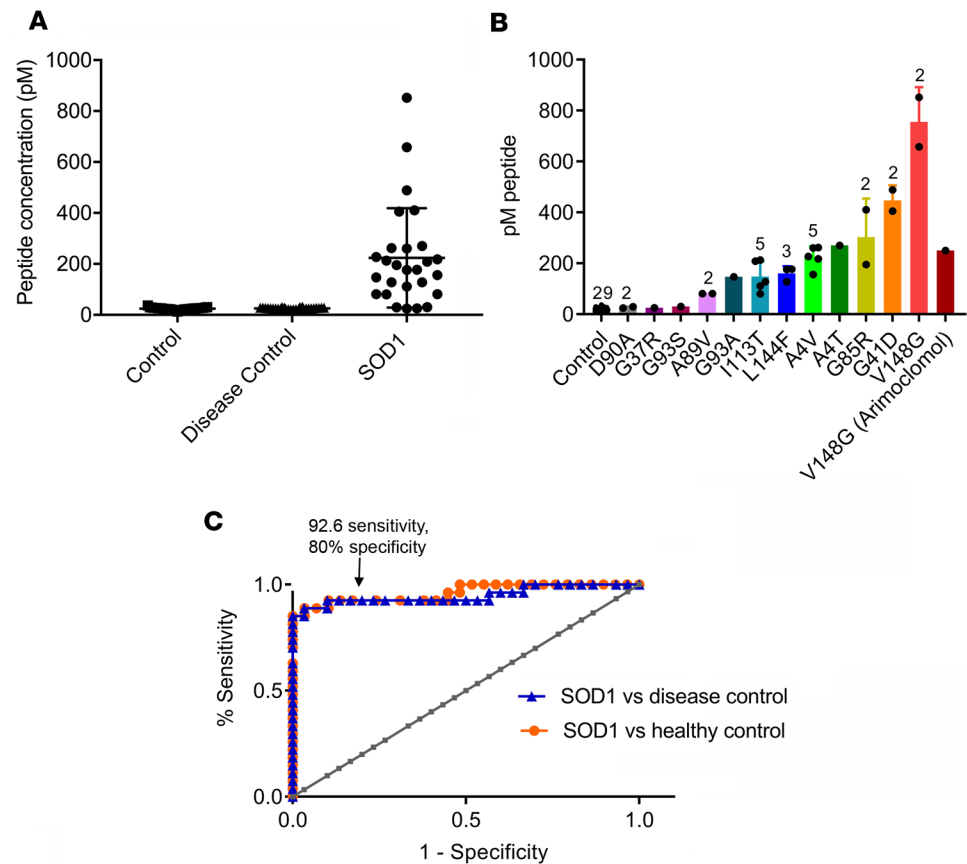 A
Peptide concentration (pM)
1000
800
600
400
200
0
Control
Disease Control
SOD1
B
pM peptide
1000
800
600
400
200
0
29
2
2
5
3
5
2
2
2
Control
D90A
G37R
G93S
A89V
G93A
I113T
L144F
A4V
A4T
G85R
G41D
V148G
V148G (Arimoclomol)
C
92.6 sensitivity,
80% specificity
% Sensitivity
1.0
0.5
0.0
SOD1 vs disease control
SOD1 vs healthy control
0.0
0.5
1.0
1 - Specificity